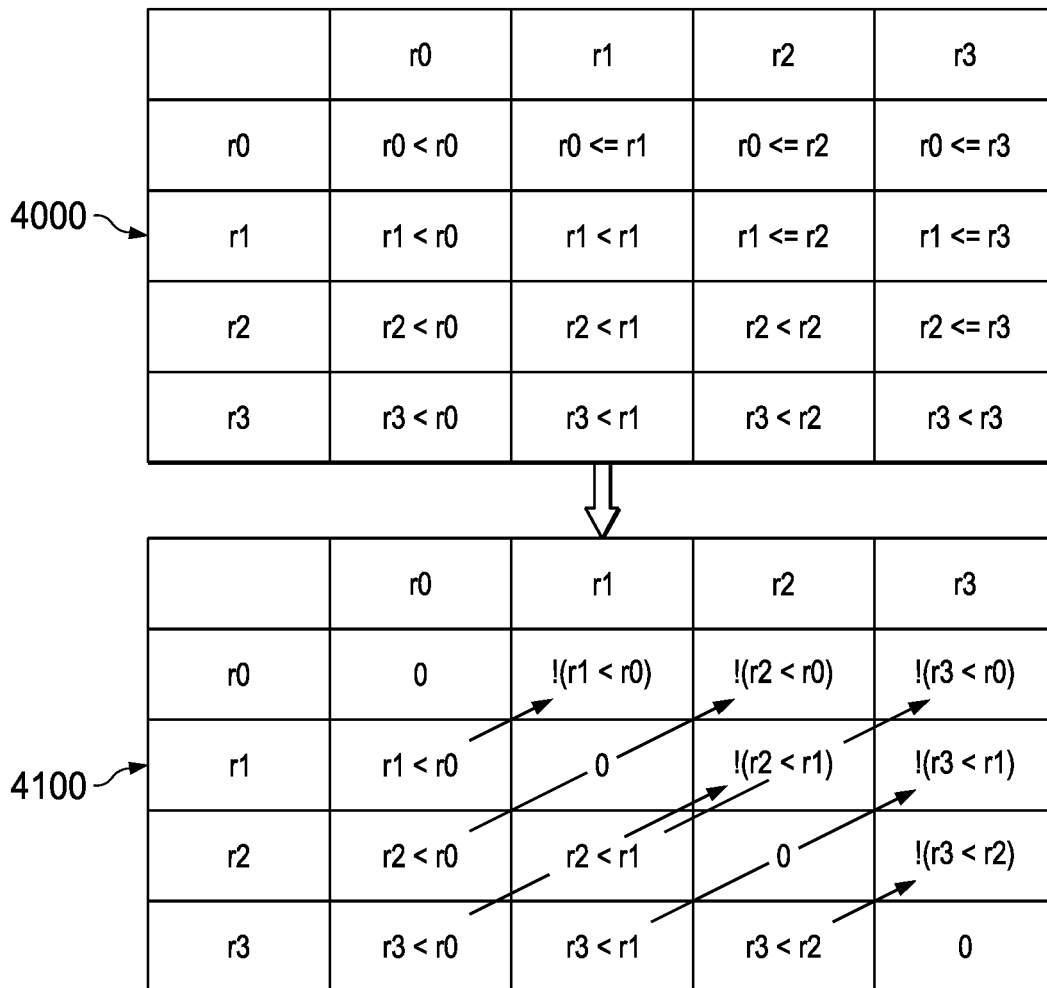 r0 r1 r2 r3
r0 r0 < r0 r0 <= r1 r0 <= r2 r0 <= r3
4000 r1 r1 < r0 r1 < r1 r1 <= r2 r1 <= r3
r2 r2 < r0 r2 < r1 r2 < r2 r2 <= r3
r3 r3 < r0 r3 < r1 r3 < r2 r3 < r3
r0 r1 r2 r3
r0 0 !(r1 < r0) !(r2 < r0) !(r3 < r0)
4100 r1 r1 < r0 0 !(r2 < r1) !(r3 < r1)
r2 r2 < r0 r2 < r1 0 !(r3 < r2)
r3 r3 < r0 r3 < r1 r3 < r2 0